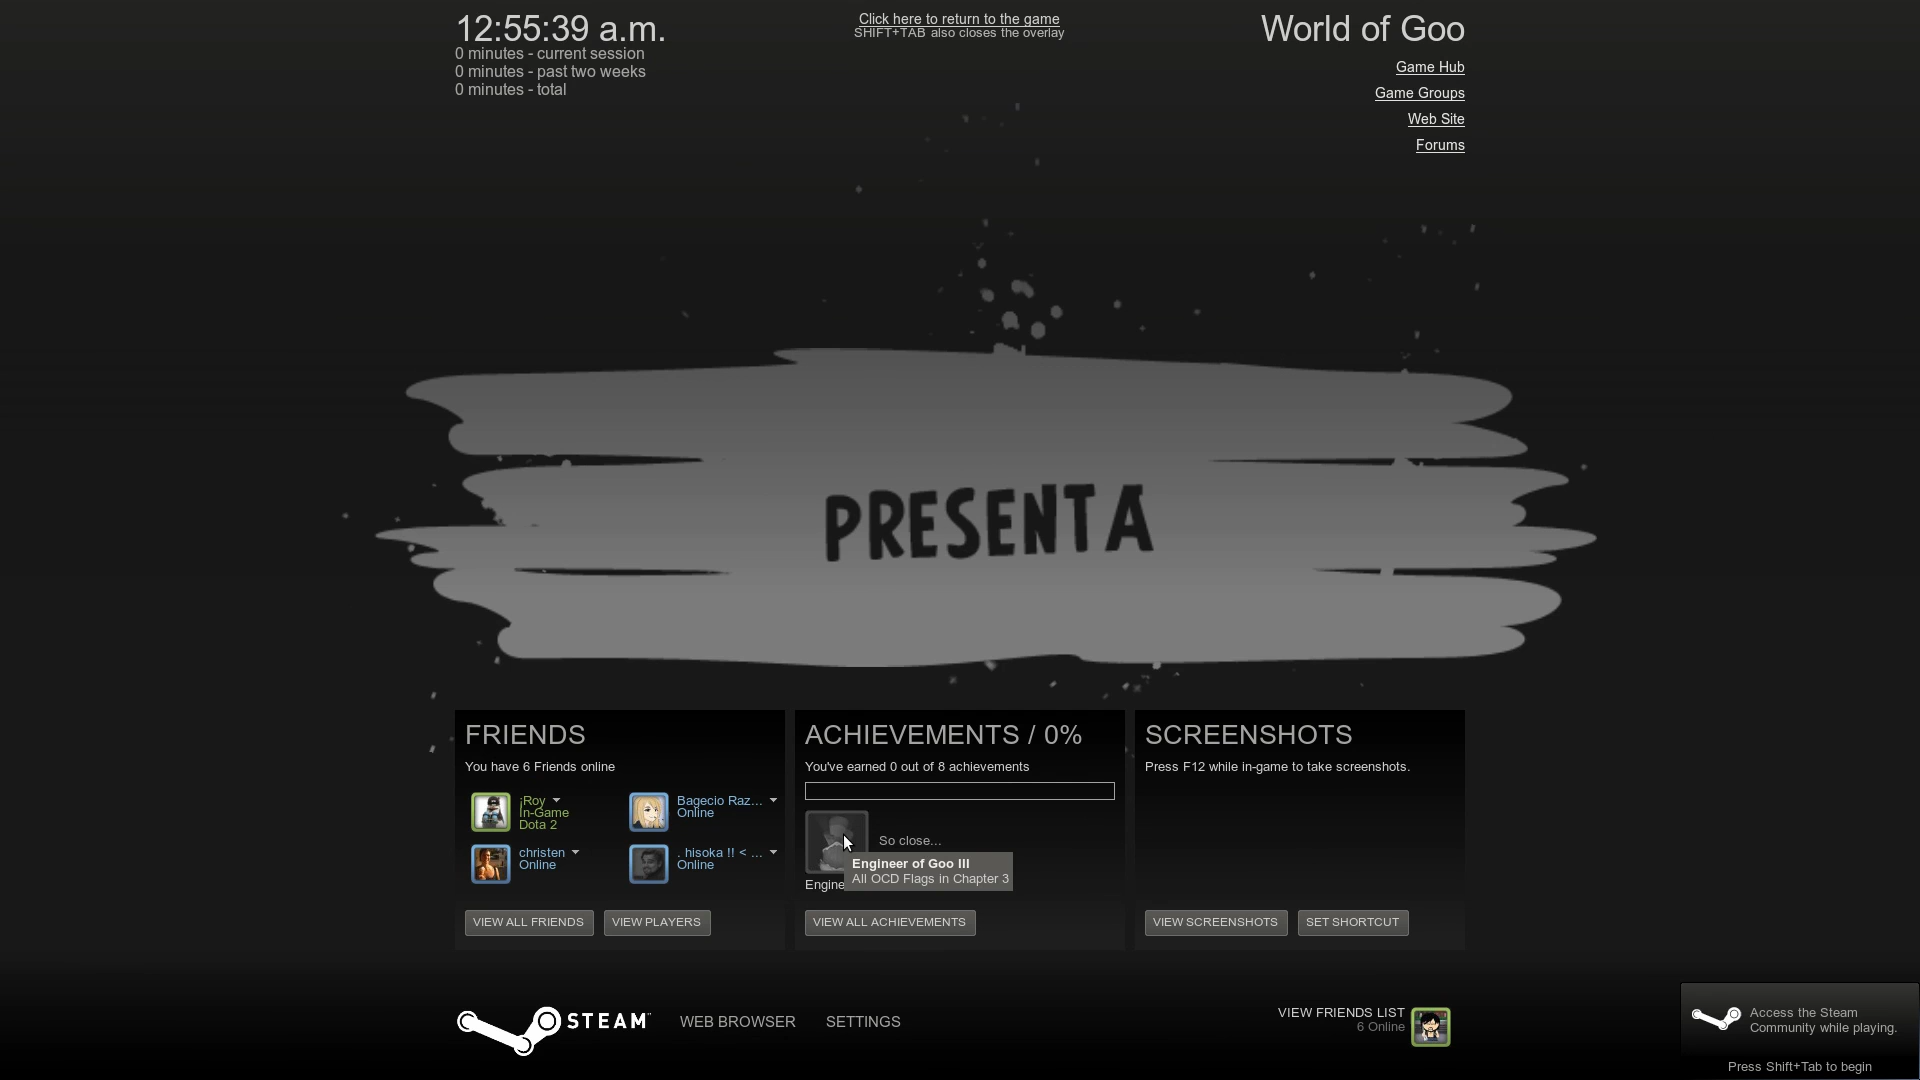 12:55:39 a.m.
0 minutes - current session
0 minutes - past two weeks
0 minutes - total
Click here to return to the game
SHIFT+TAB also closes the overlay
World of Goo
Game Hub
Game Groups
Web Site
Forums
PRESENTA
FRIENDS
You have 6 Friends online
¡Roy
In-Game
Dota 2
Bagecio Raz...
Online
christen
Online
. hisoka !! < ...
Online
VIEW ALL FRIENDS
VIEW PLAYERS
ACHIEVEMENTS / 0%
You've earned 0 out of 8 achievements
So close...
Engineer of Goo III
All OCD Flags in Chapter 3
Engine
VIEW ALL ACHIEVEMENTS
SCREENSHOTS
Press F12 while in-game to take screenshots.
VIEW SCREENSHOTS
SET SHORTCUT
STEAM
WEB BROWSER
SETTINGS
VIEW FRIENDS LIST
6 Online
Access the Steam
Community while playing.
Press Shift+Tab to begin